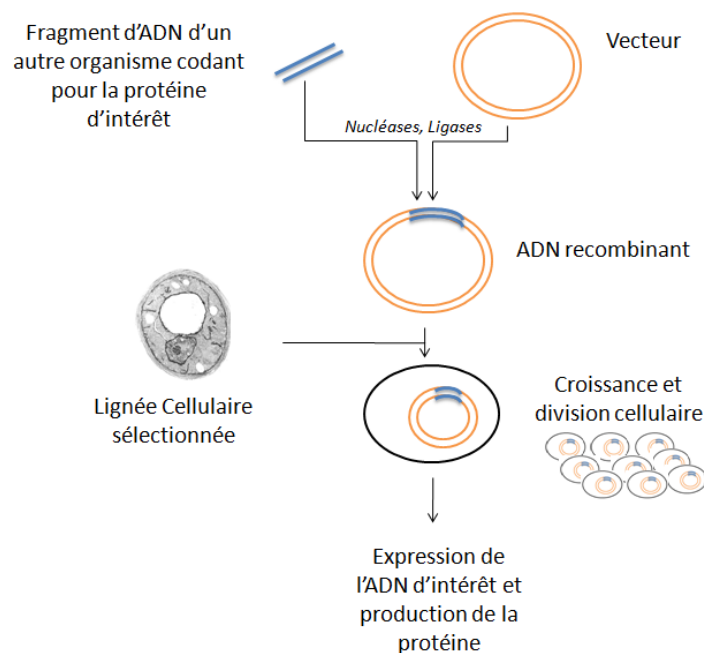 Fragment d'ADN d'un
autre organisme codant
pour la protéine
d'intérêt
Vecteur
Nucléases, Ligases
ADN recombinant
Lignée Cellulaire
sélectionnée
Croissance et
division cellulaire
Expression de
l'ADN d'intérêt et
production de la
protéine